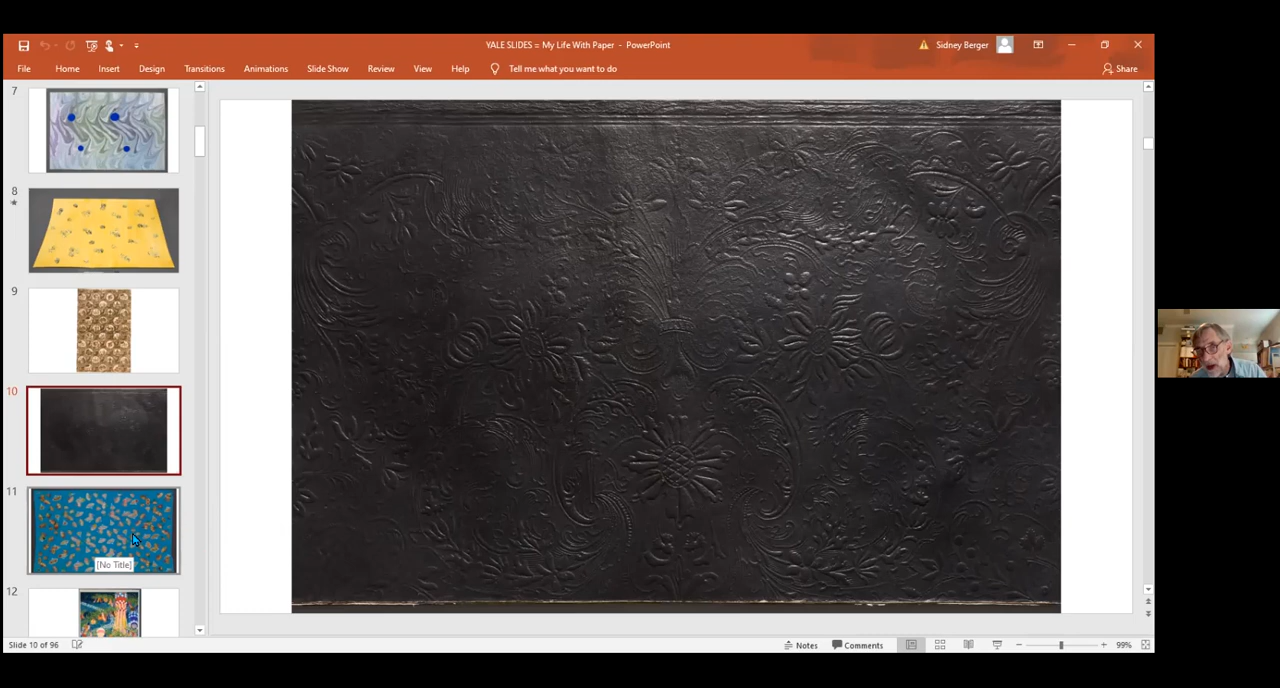 YALE SLIDES = My Life With Paper - PowerPoint
Sidney Berger
File Home Insert Design Transitions Animations Slide Show Review View Help Tell me what you want to do
Share
7
8
9
10
11
[No Title]
12
Slide 10 of 96
Notes Comments 99%